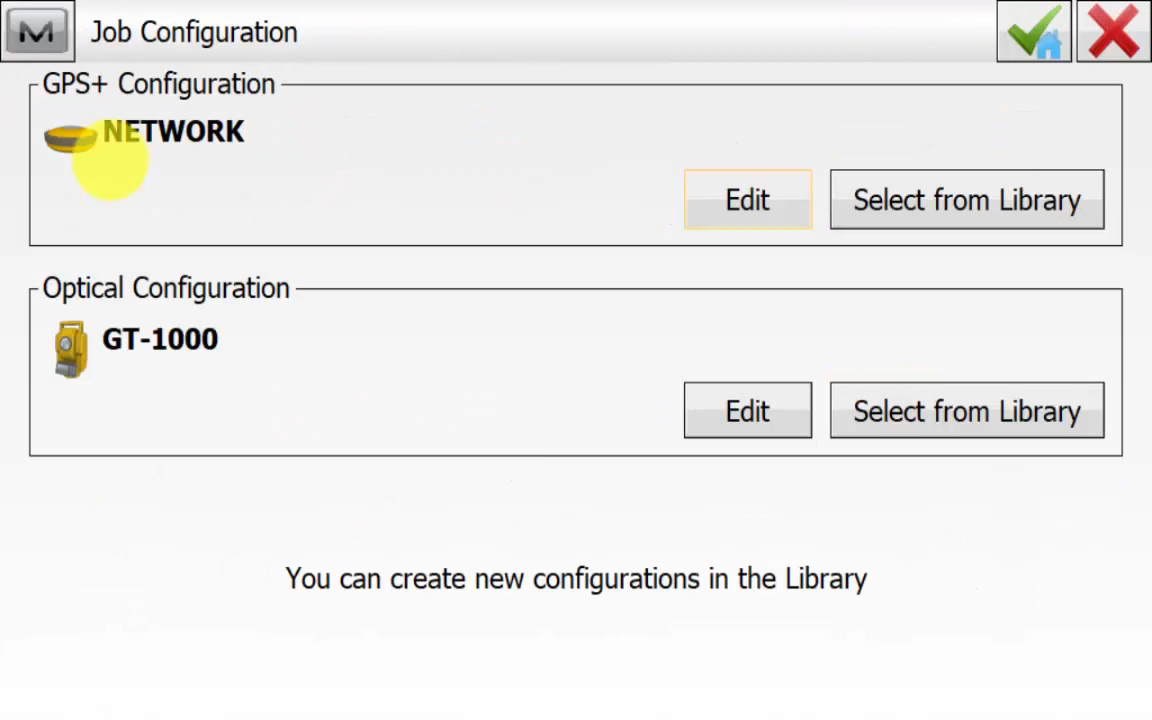 M Job Configuration
GPS+ Configuration
NETWORK
Edit Select from Library
Optical Configuration
GT-1000
Edit Select from Library
You can create new configurations in the Library